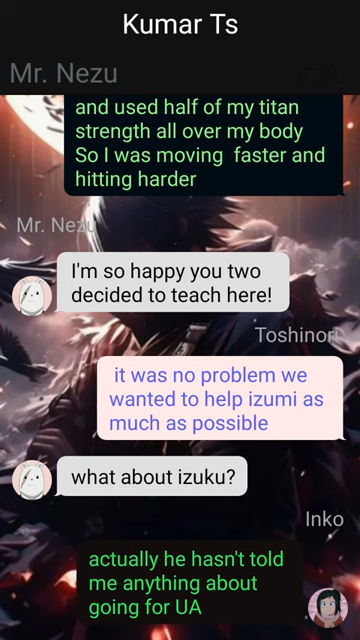 Kumar Ts
Mr. Nezu
Inko
and used half of my titan
strength all over my body
So I was moving  faster and
hitting harder
Mr. Nezu
I'm so happy you two
decided to teach here!
Toshinori
it was no problem we
wanted to help izumi as
much as possible
what about izuku?
Inko
actually he hasn't told
me anything about
going for UA